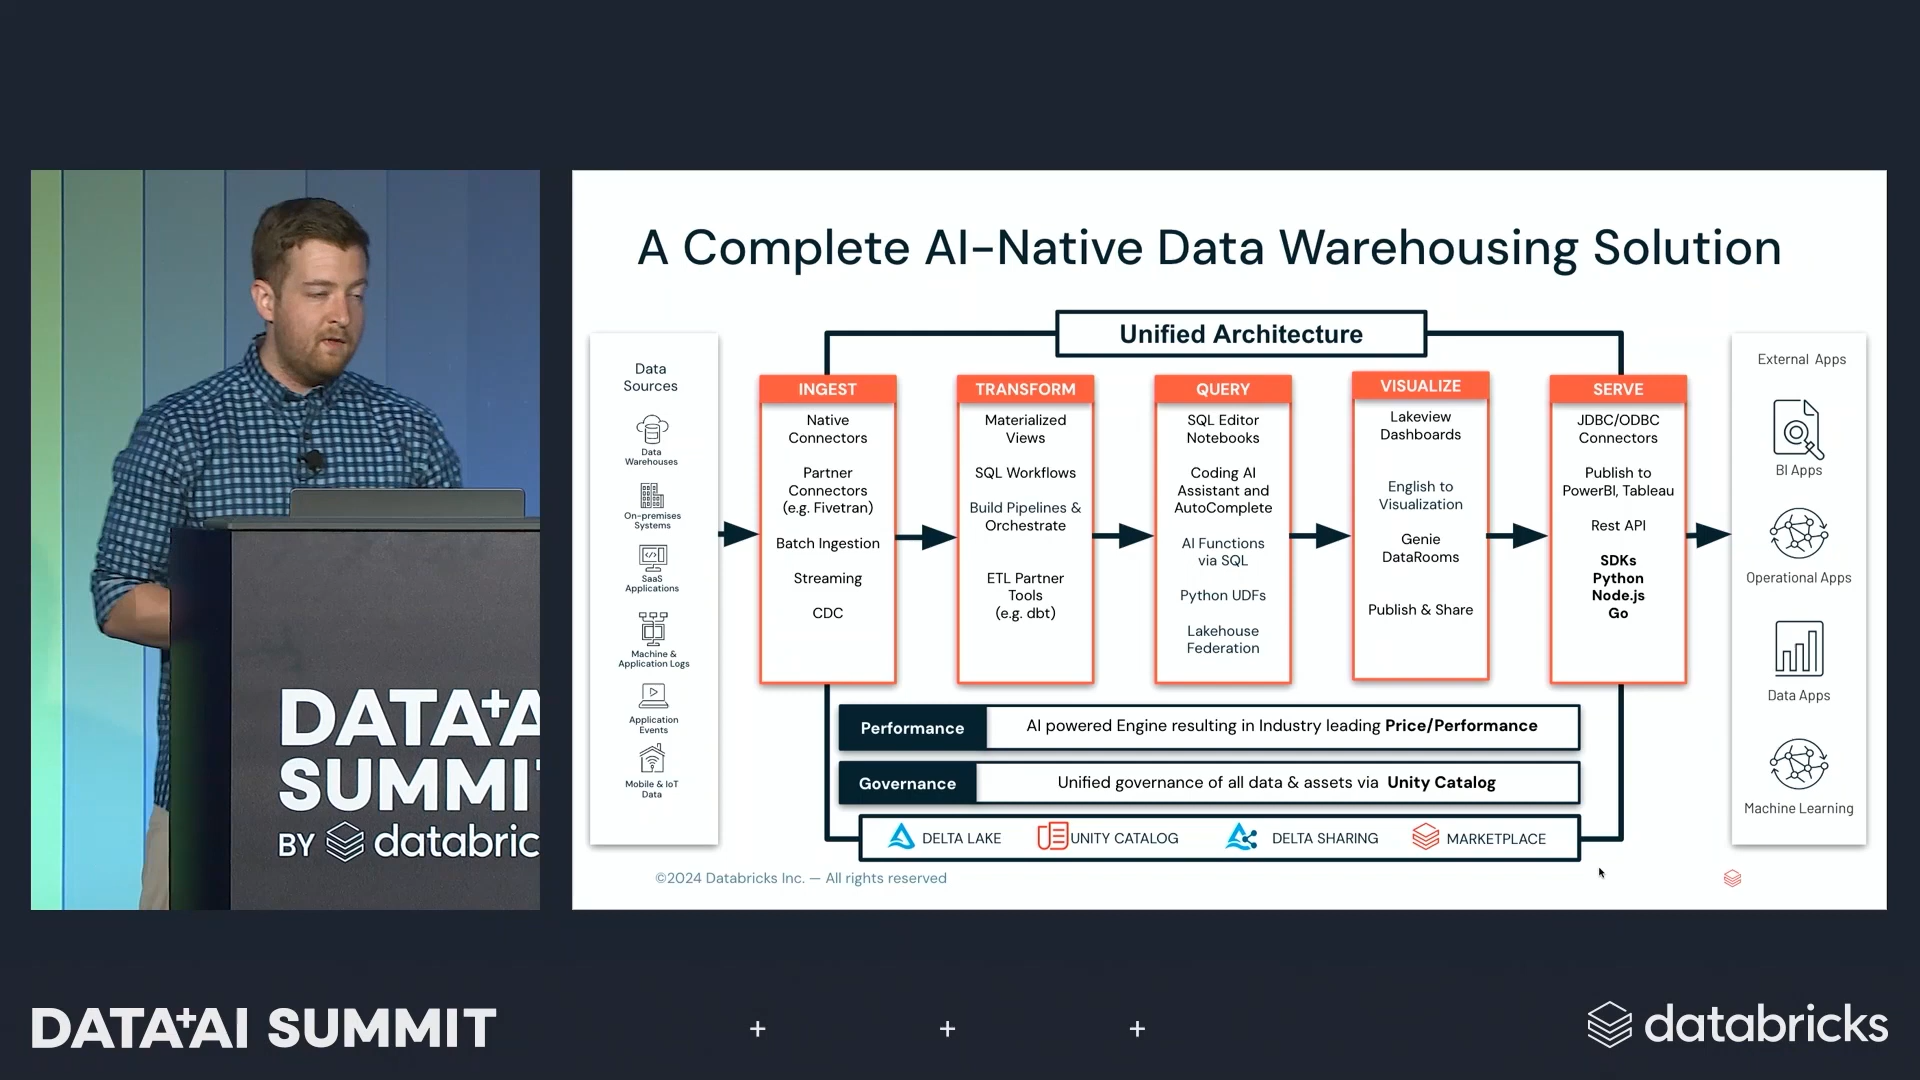 A Complete AI-Native Data Warehousing Solution
Unified Architecture
Data
Sources
Data
Warehouses
On-premises
Systems
SaaS
Applications
Machine &
Application Logs
Application
Events
Mobile & IoT
Data
INGEST
Native
Connectors
Partner
Connectors
(e.g. Fivetran)
Batch Ingestion
Streaming
CDC
TRANSFORM
Materialized
Views
SQL Workflows
Build Pipelines &
Orchestrate
ETL Partner
Tools
(e.g. dbt)
QUERY
SQL Editor
Notebooks
Coding AI
Assistant and
AutoComplete
AI Functions
via SQL
Python UDFs
Lakehouse
Federation
VISUALIZE
Lakeview
Dashboards
English to
Visualization
Genie
DataRooms
Publish & Share
SERVE
JDBC/ODBC
Connectors
Publish to
PowerBI, Tableau
Rest API
SDKs
Python
Node.js
Go
External Apps
BI Apps
Operational Apps
Data Apps
Machine Learning
Performance AI powered Engine resulting in Industry leading Price/Performance
Governance Unified governance of all data & assets via Unity Catalog
DELTA LAKE UNITY CATALOG DELTA SHARING MARKETPLACE
©2024 Databricks Inc. — All rights reserved
DATA+A
SUMMI
BY databric
DATA+AI SUMMIT
databricks